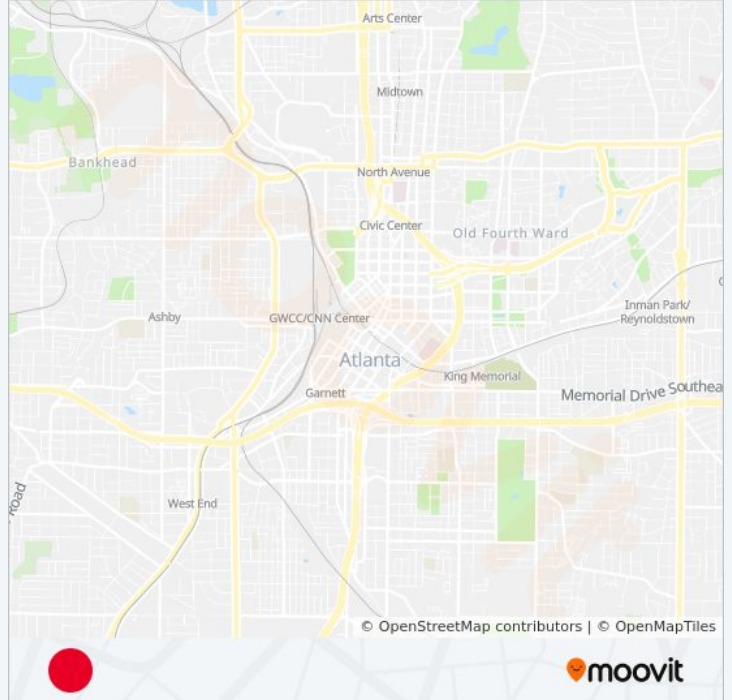 Arts Center
Midtown
Bankhead
North Avenue
Civic Center
Old Fourth Ward
Inman Park/
Reynoldstown
Ashby
GWCC/CNN Center
Atlanta
King Memorial
Garnett
Memorial Drive Southea
West End
Road
© OpenStreetMap contributors | © OpenMapTiles
moovit